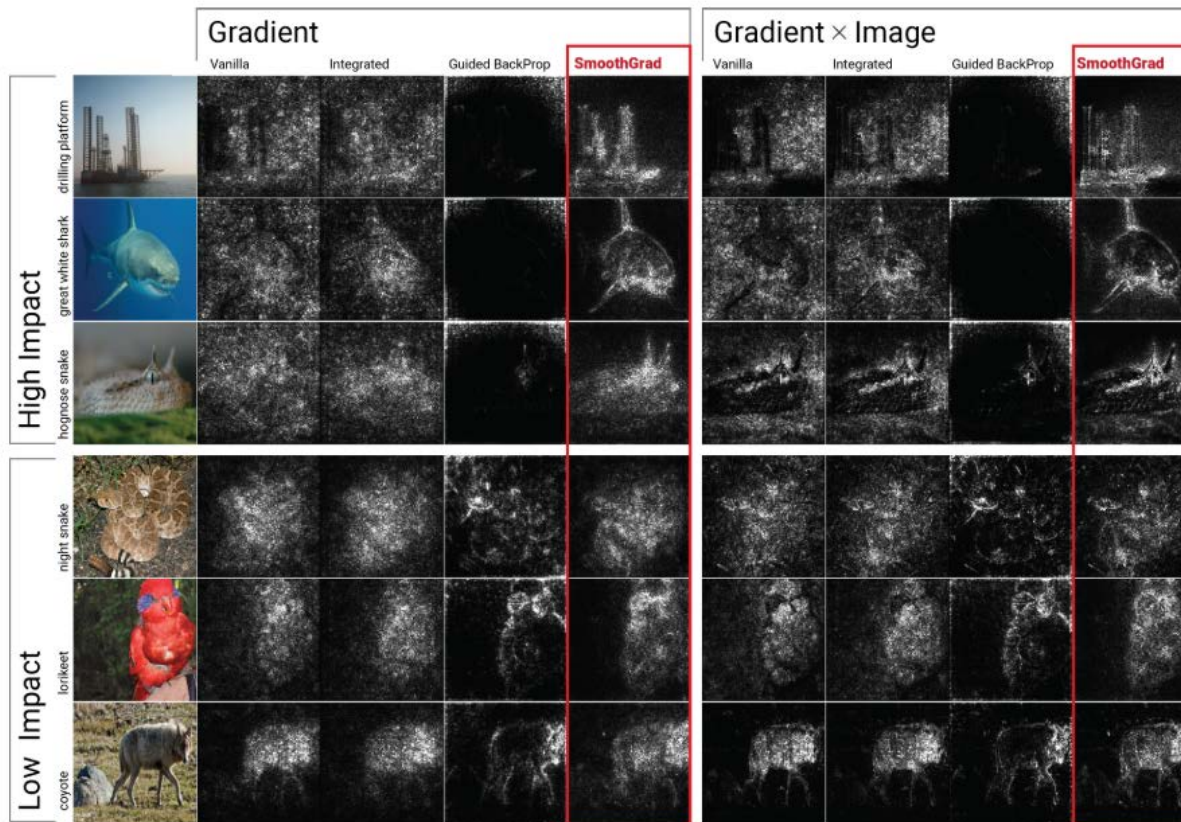 Gradient
Gradient × Image
Vanilla
Integrated
Guided BackProp
SmoothGrad
Vanilla
Integrated
Guided BackProp
SmoothGrad
High Impact
drilling platform
great white shark
hognose snake
Low Impact
night snake
lorikeet
coyote